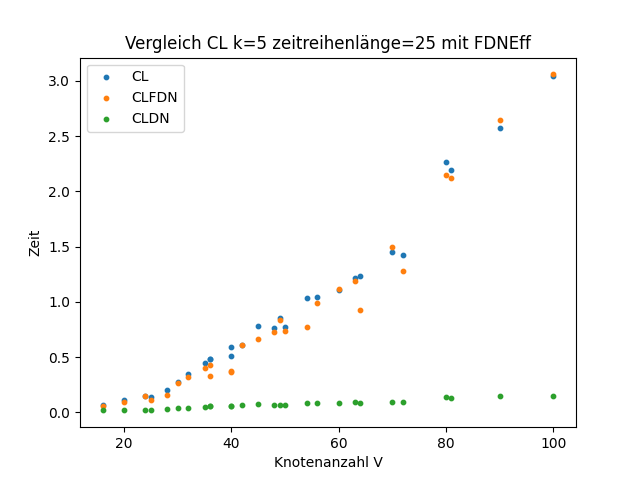 Vergleich CL k=5 zeitreihenlänge=25 mit FDNEff
CL
CLFDN
CLDN
3.0
2.5
2.0
1.5
1.0
0.5
0.0
Zeit
20 40 60 80 100
Knotenanzahl V